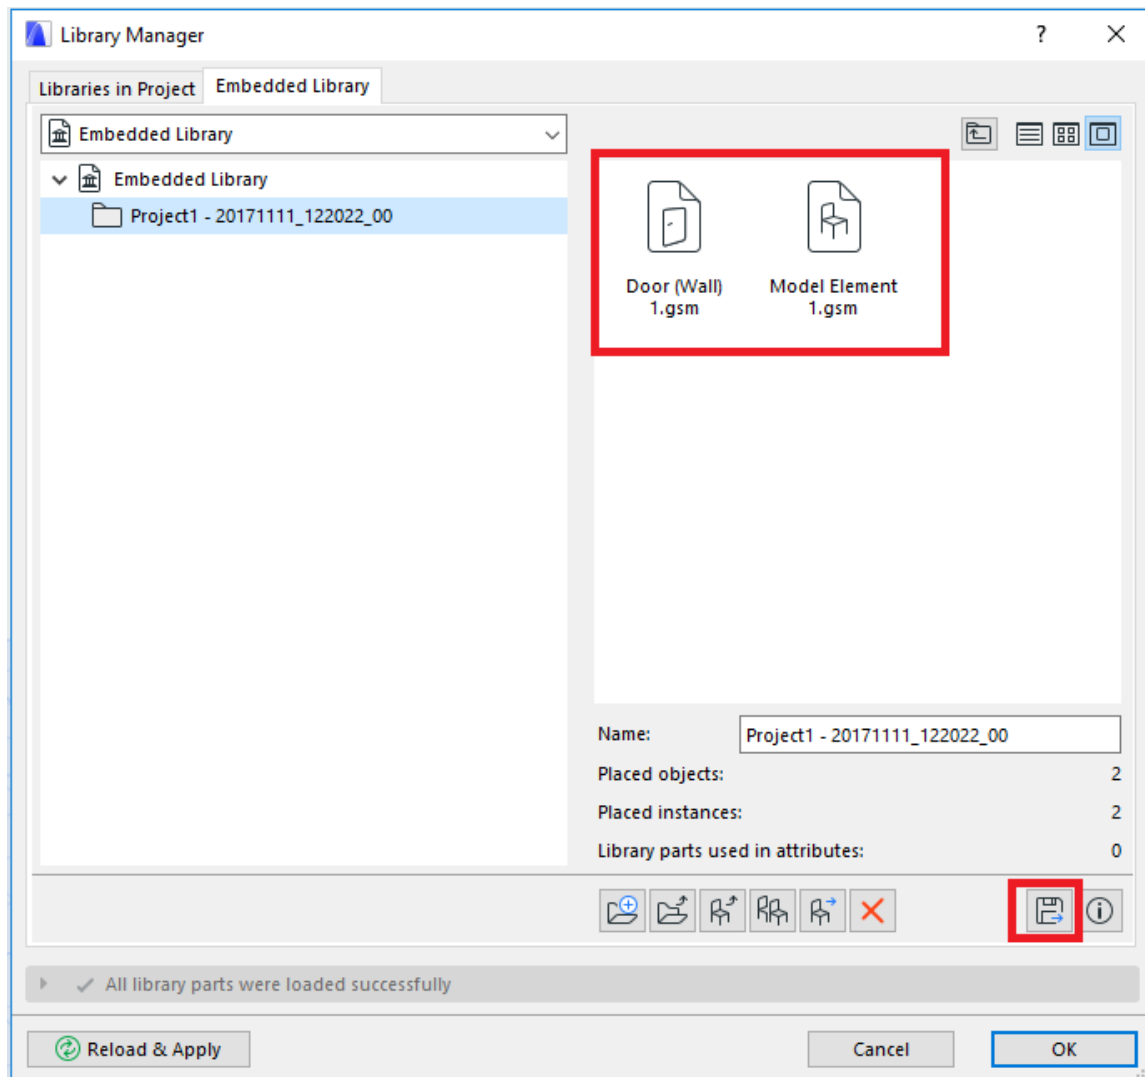 Library Manager
?
Libraries in Project
Embedded Library
Embedded Library
Embedded Library
Project1 - 20171111_122022_00
Door (Wall)
1.gsm
Model Element
1.gsm
Name:
Project1 - 20171111_122022_00
Placed objects:
2
Placed instances:
2
Library parts used in attributes:
0
All library parts were loaded successfully
Reload & Apply
Cancel
OK